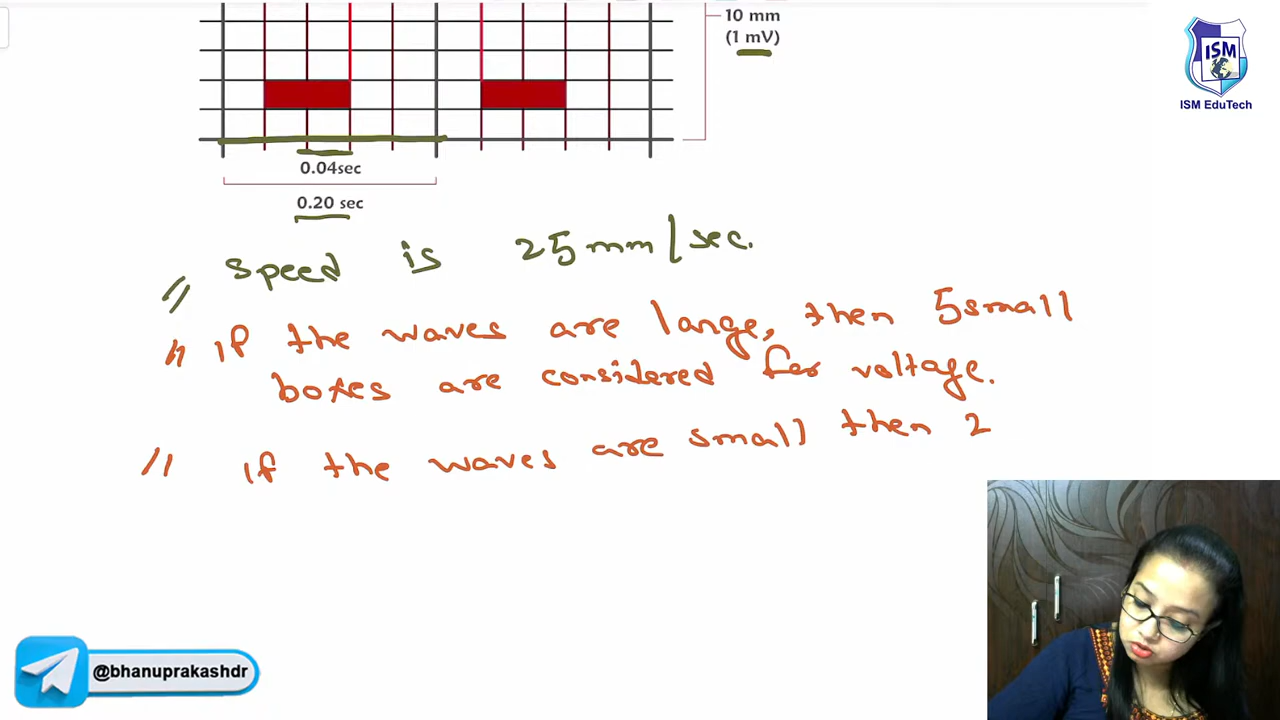 10 mm
(1 mV)
ISM
ISM EduTech
0.04sec
0.20 sec
// Speed is 25mm/sec.
// if the waves are large, then 5small
boxes are considered for voltage.
// if the waves are small then 2
@bhanuprakashdr